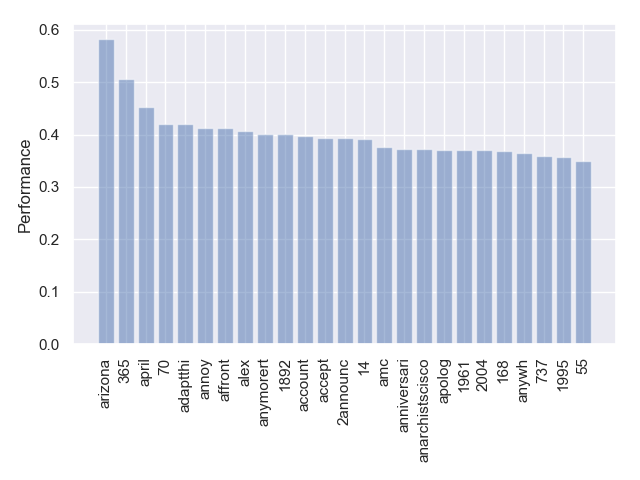 0.6
0.5
0.4
0.3
0.2
0.1
0.0
Performance
arizona
365
april
70
adaptthi
annoy
affront
alex
anymorert
1892
account
accept
2announc
14
amc
anniversari
anarchistscisco
apolog
1961
2004
168
anywh
737
1995
55